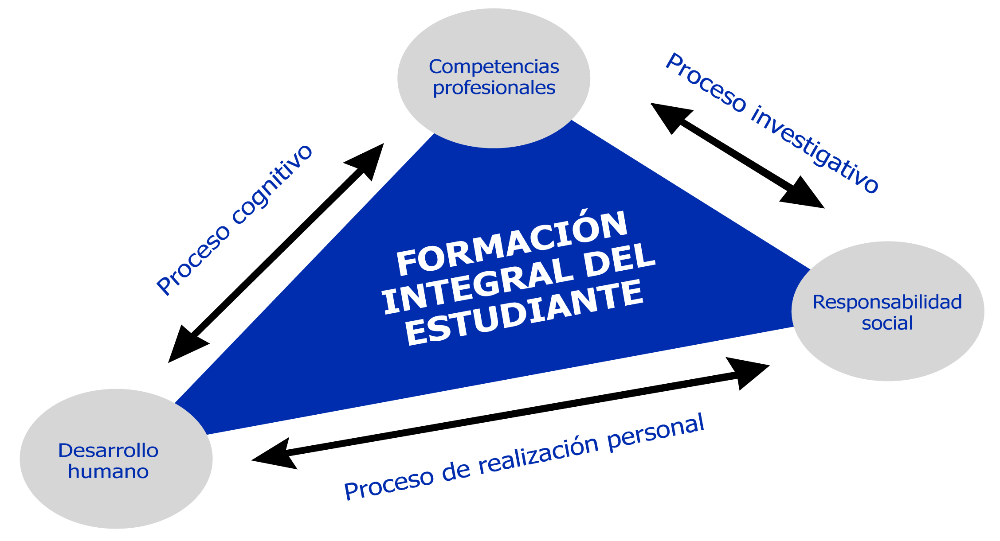 Competencias
profesionales
Proceso investigativo
Proceso cognitivo
FORMACIÓN
INTEGRAL DEL
ESTUDIANTE
Responsabilidad
social
Desarrollo
humano
Proceso de realización personal